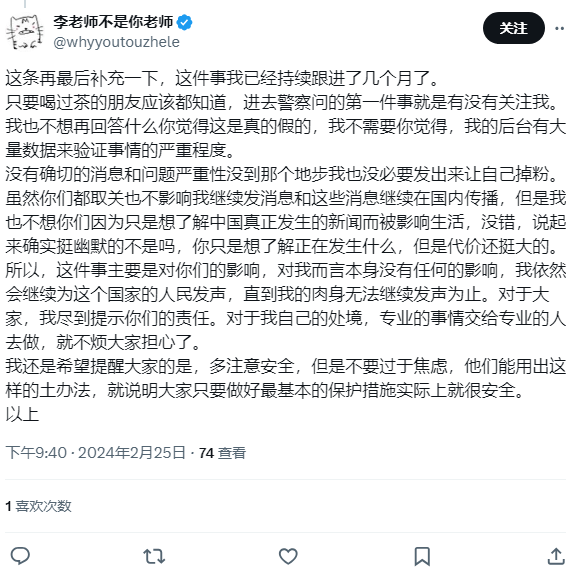 李老师不是你老师
@whyyoutouzhele
关注
这条再最后补充一下，这件事我已经持续跟进了几个月了。
只要喝过茶的朋友应该都知道，进去警察问的第一件事就是有没有关注我。
我也不想再回答什么你觉得这是真的假的，我不需要你觉得，我的后台有大
量数据来验证事情的严重程度。
没有确切的消息和问题严重性没到那个地步我也没必要发出来让自己掉粉。
虽然你们都取关也不影响我继续发消息和这些消息继续在国内传播，但是我
也不想你们因为只是想了解中国真正发生的新闻而被影响生活，没错，说起
来确实挺幽默的不是吗，你只是想了解正在发生什么，但是代价还挺大的。
所以，这件事主要是对你们的影响，对我而言本身没有任何的影响，我依然
会继续为这个国家的人民发声，直到我的肉身无法继续发声为止。对于大
家，我尽到提示你们的责任。对于我自己的处境，专业的事情交给专业的人
去做，就不烦大家担心了。
我还是希望提醒大家的是，多注意安全，但是不要过于焦虑，他们能用出这
样的土办法，就说明大家只要做好最基本的保护措施实际上就很安全。
以上
下午9:40 · 2024年2月25日 · 74 查看
1 喜欢次数